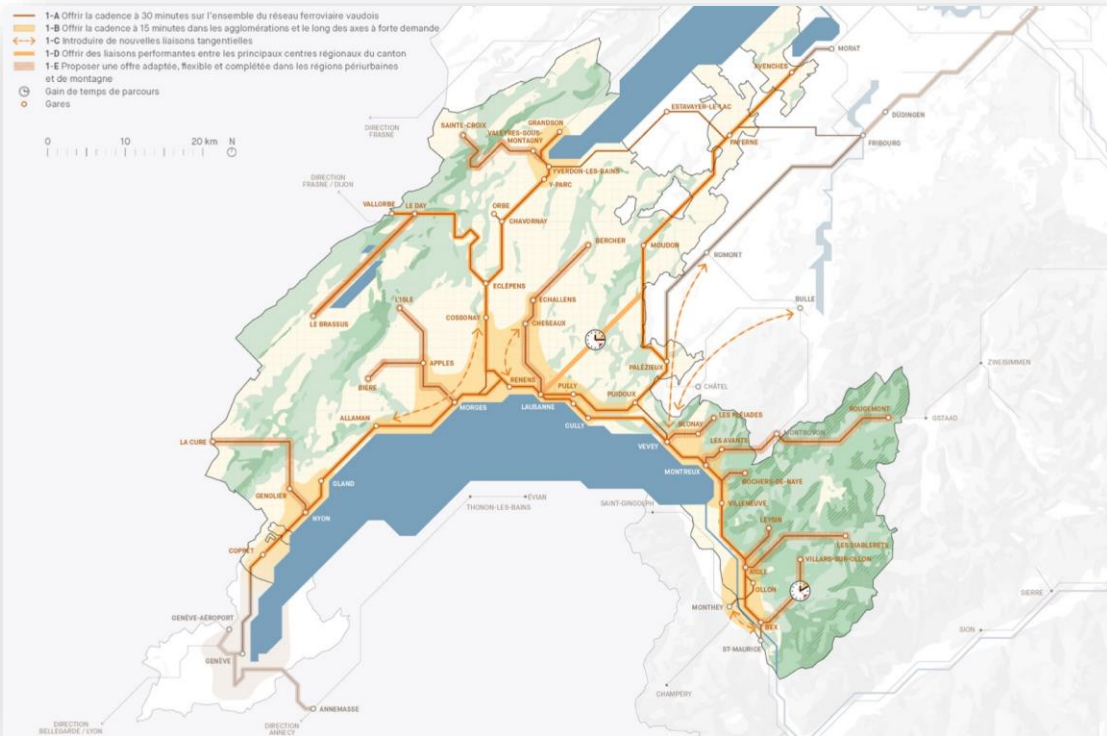 1-A Offrir la cadence à 30 minutes sur l'ensemble du réseau ferroviaire vaudois
1-B Offrir la cadence à 15 minutes dans les agglomérations et le long des axes à forte demande
1-C Introduire de nouvelles liaisons tangentielles
1-D Offrir des liaisons performantes entre les principaux centres régionaux du canton
1-E Proposer une offre adaptée, flexible et complétée dans les régions périurbaines
et de montagne
Gain de temps de parcours
Gares
0 10 20 km N
DIRECTION
FRASNE
DIRECTION
FRASNE / DIJON
MORAT
AVENCHES
ESTAVAYER-LE-LAC
DÜDINGEN
FRIBOURG
PAYERNE
SAINTE-CROIX
GRANDSON
VALEYRES-SOUS-
MONTAGNY
YVERDON-LES-BAINS
Y-PARC
VALLORBE
LE DAY
ORBE
CHAVORNAY
BERCHER
MOUDON
ROMONT
ECLÉPENS
L'ISLE
ECHALLENS
BULLE
LE BRASSUS
COSSONAY
CHESEAUX
APPLES
PALÉZIEUX
ZWEISIMMEN
BIÈRE
RENENS
PULLY
PUIDOUX
CHÂTEL
ALLAMAN
MORGES
LAUSANNE
CULLY
LES PLÉIADES
BLONAY
ROUGEMONT
GSTAAD
LA CURE
VEVEY
LES AVANTS
MONTBOVON
MONTREUX
ROCHERS-DE-NAYE
GLAND
GENOLIER
ÉVIAN
THONON-LES-BAINS
SAINT-GINGOLPH
VILLENEUVE
NYON
LEYSIN
LES DIABLERETS
COPPET
VILLARS-SUR-OLLON
AIGLE
OLLON
SIERRE
MONTHEY
BEX
GENÈVE-AÉROPORT
SION
GENÈVE
ST-MAURICE
CHAMPÉRY
ANNEMASSE
DIRECTION
BELLEGARDE / LYON
DIRECTION
ANNECY